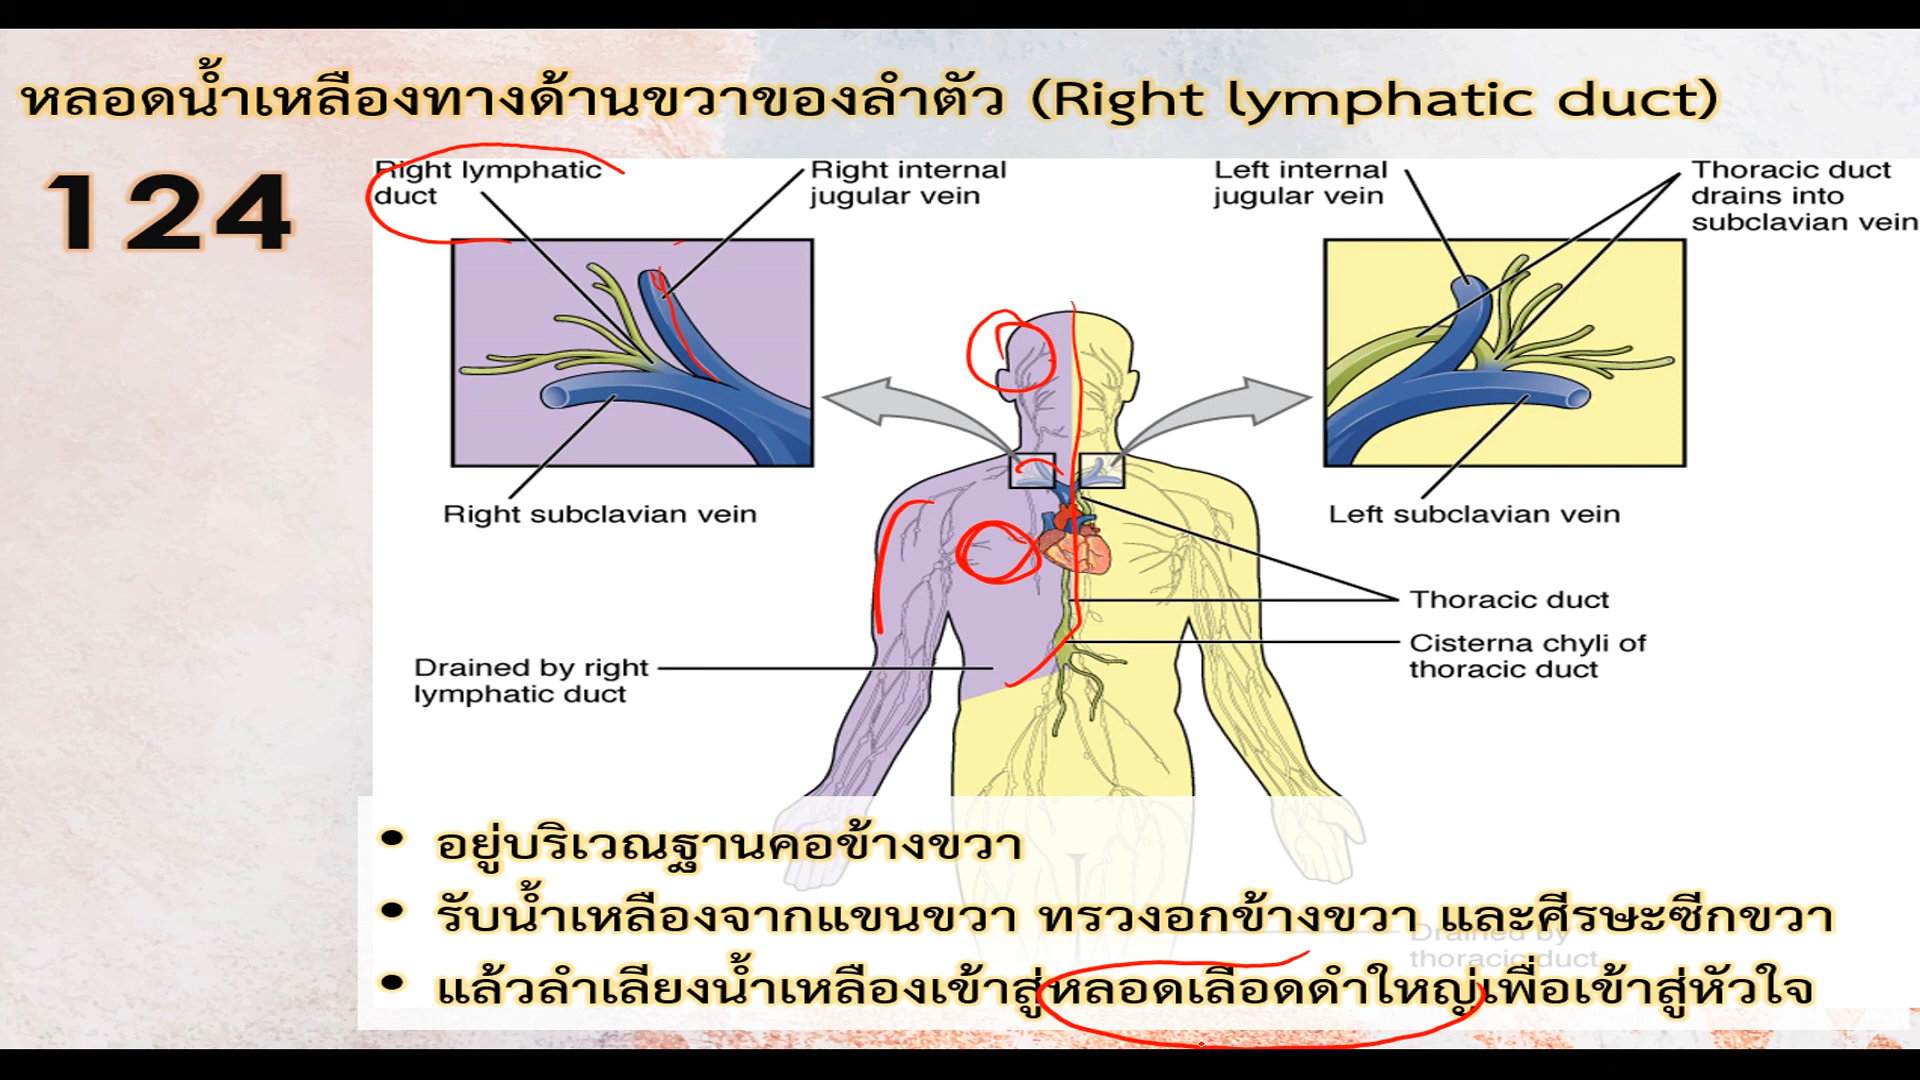 หลอดน้ำเหลืองทางด้านขวาของลำตัว (Right lymphatic duct)
124
Right lymphatic
duct
Right internal
jugular vein
Left internal
jugular vein
Thoracic duct
drains into
subclavian vein
Right subclavian vein
Left subclavian vein
Thoracic duct
Cisterna chyli of
thoracic duct
Drained by right
lymphatic duct
• อยู่บริเวณฐานคอข้างขวา
• รับน้ำเหลืองจากแขนขวา ทรวงอกข้างขวา และศีรษะซีกขวา
Drained by
thoracic duct
• แล้วลำเลียงน้ำเหลืองเข้าสู่หลอดเลือดดำใหญ่เพื่อเข้าสู่หัวใจ